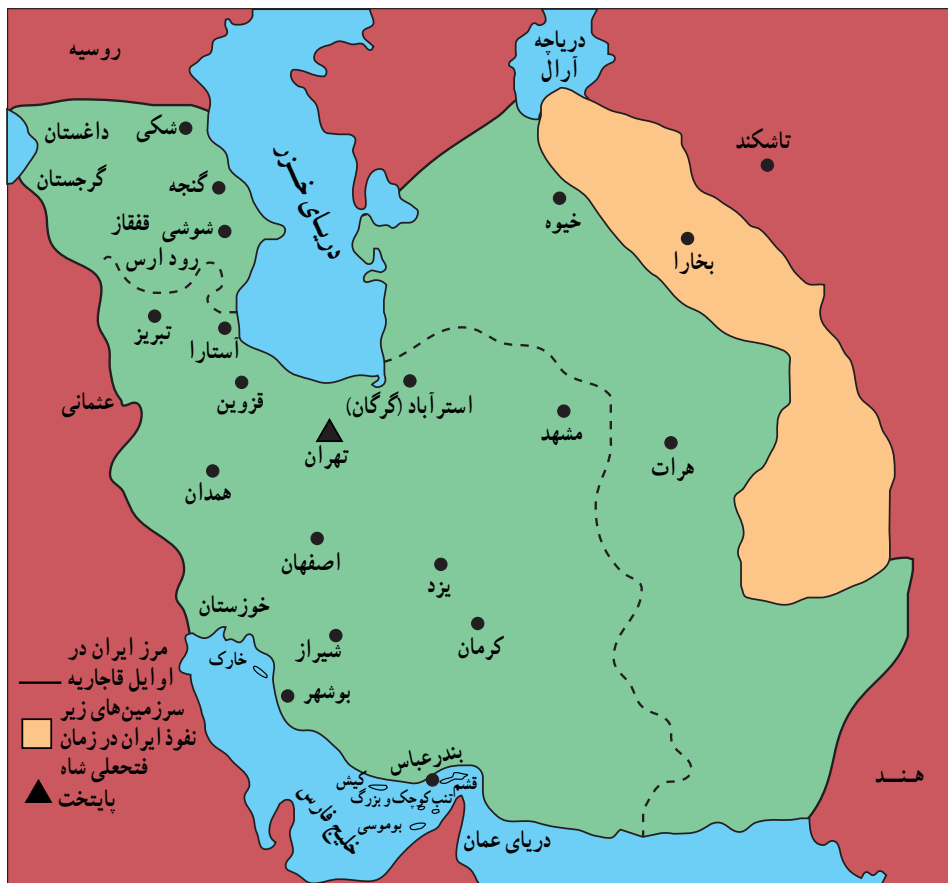 روسیه
دریاچه
آرال
داغستان
شکی
تاشکند
گرجستان
گنجه
دریـای خـزر
خیوه
قفقاز
شوشی
بخارا
رود ارس
تبریز
آستارا
عثمانی
قزوین
استرآباد (گرگان)
مشهد
تهران
هرات
همدان
اصفهان
یزد
خوزستان
کرمان
شیراز
خارک
بوشهر
مرز ایران در
اوایل قاجاریه
سرزمین‌های زیر
نفوذ ایران در زمان
فتحعلی شاه
پایتخت
بندرعباس
هـنـد
کیش
قشم
تنب‌کوچک و بزرگ
بوموسی
خلیج فارس
دریای عمان